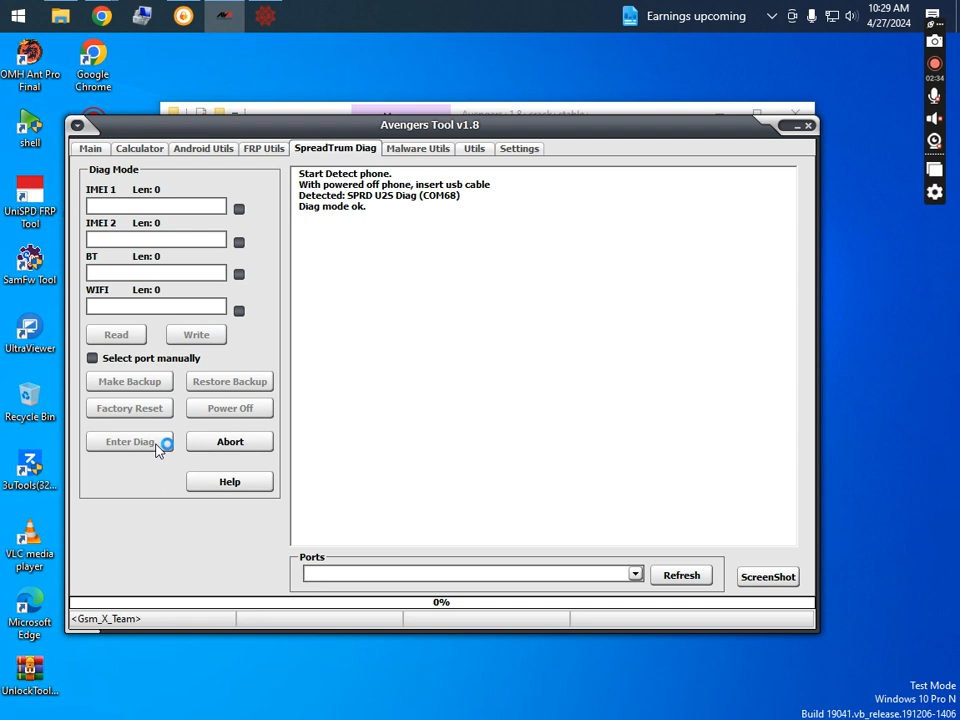 Earnings upcoming
10:29 AM
4/27/2024
OMH Ant Pro
Final
Google
Chrome
shell
UniSPD FRP
Tool
SamFw Tool
UltraViewer
Recycle Bin
3uTools(32...
VLC media
player
Microsoft
Edge
UnlockTool...
02:34
Avengers Tool v1.8
Main
Calculator
Android Utils
FRP Utils
SpreadTrum Diag
Malware Utils
Utils
Settings
Diag Mode
IMEI 1 Len: 0
IMEI 2 Len: 0
BT Len: 0
WIFI Len: 0
Read
Write
Select port manually
Make Backup
Restore Backup
Factory Reset
Power Off
Enter Diag
Abort
Help
Start Detect phone.
With powered off phone, insert usb cable
Detected: SPRD U2S Diag (COM68)
Diag mode ok.
Ports
Refresh
ScreenShot
0%
<Gsm_X_Team>
Test Mode
Windows 10 Pro N
Build 19041.vb_release.191206-1406